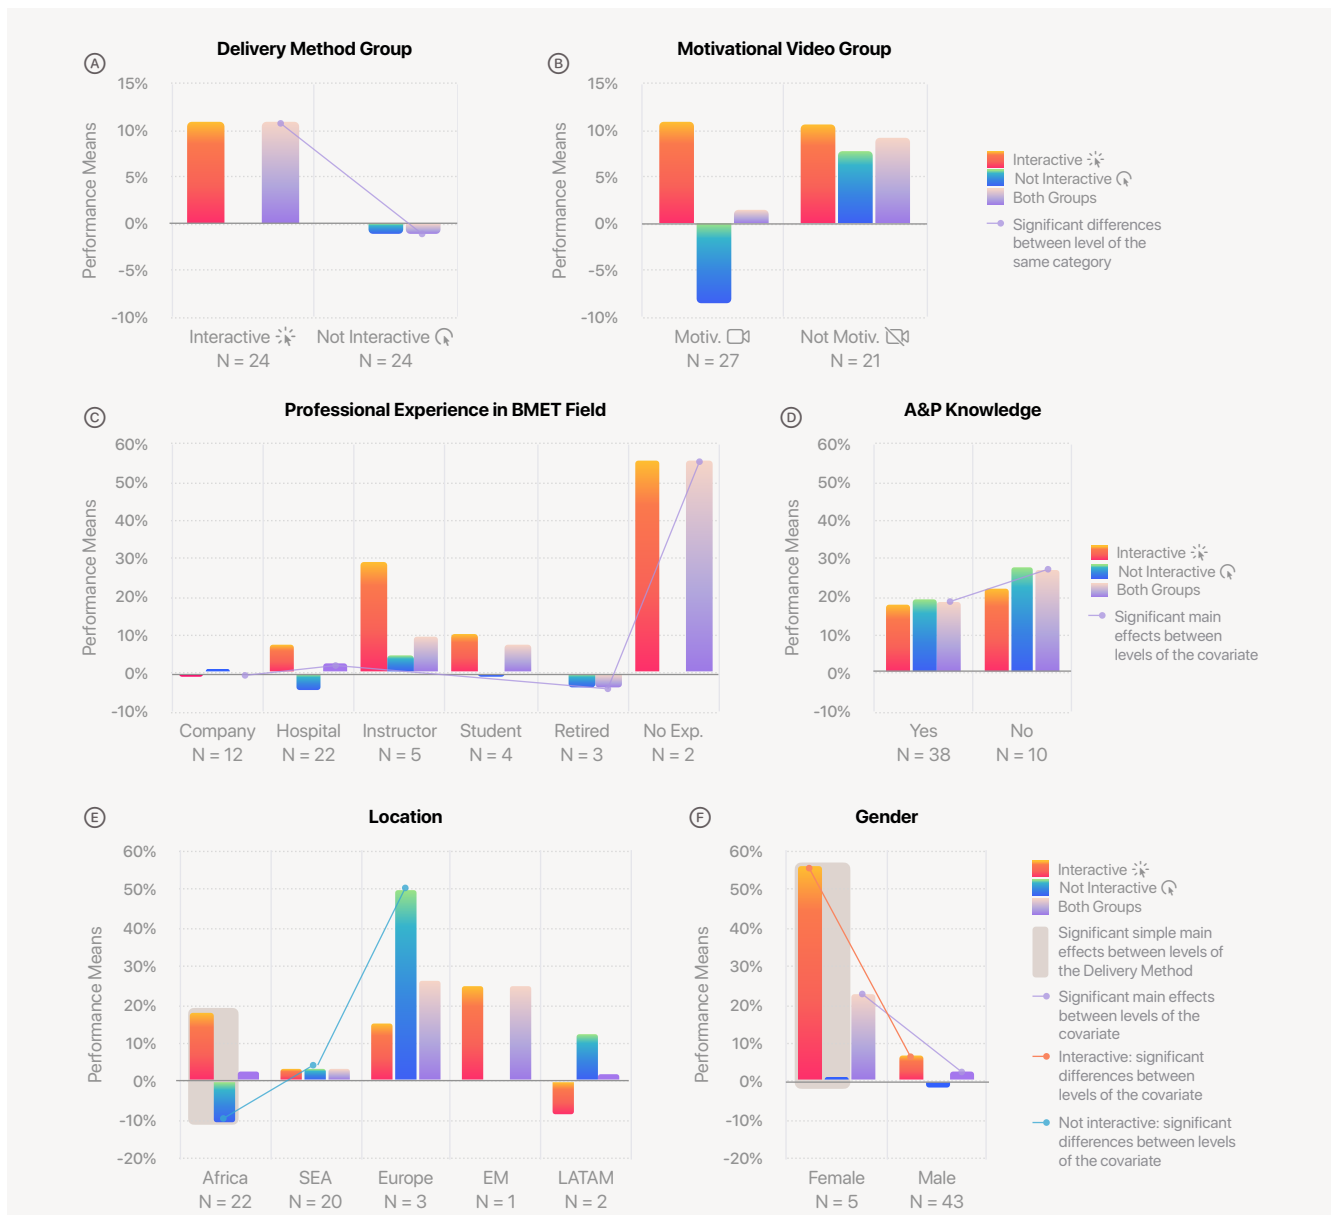 Delivery Method Group
A
Performance Means
15%
10%
5%
0%
-5%
-10%
Interactive
N = 24
Not Interactive
N = 24
Motivational Video Group
B
Performance Means
15%
10%
5%
0%
-5%
-10%
Motiv.
N = 27
Not Motiv.
N = 21
Interactive
Not Interactive
Both Groups
Significant differences
between level of the
same category
Professional Experience in BMET Field
C
Performance Means
60%
50%
40%
30%
20%
10%
0%
-10%
Company
N = 12
Hospital
N = 22
Instructor
N = 5
Student
N = 4
Retired
N = 3
No Exp.
N = 2
A&P Knowledge
D
Performance Means
60%
50%
40%
30%
20%
10%
0%
-10%
Yes
N = 38
No
N = 10
Interactive
Not Interactive
Both Groups
Significant main
effects between
levels of the covariate
Location
E
Performance Means
60%
50%
40%
30%
20%
10%
0%
-10%
-20%
Africa
N = 22
SEA
N = 20
Europe
N = 3
EM
N = 1
LATAM
N = 2
Gender
F
Performance Means
60%
50%
40%
30%
20%
10%
0%
-10%
-20%
Female
N = 5
Male
N = 43
Interactive
Not Interactive
Both Groups
Significant simple main
effects between levels of
the Delivery Method
Significant main effects
between levels of the
covariate
Interactive: significant
differences between
levels of the covariate
Not interactive: significant
differences between levels
of the covariate